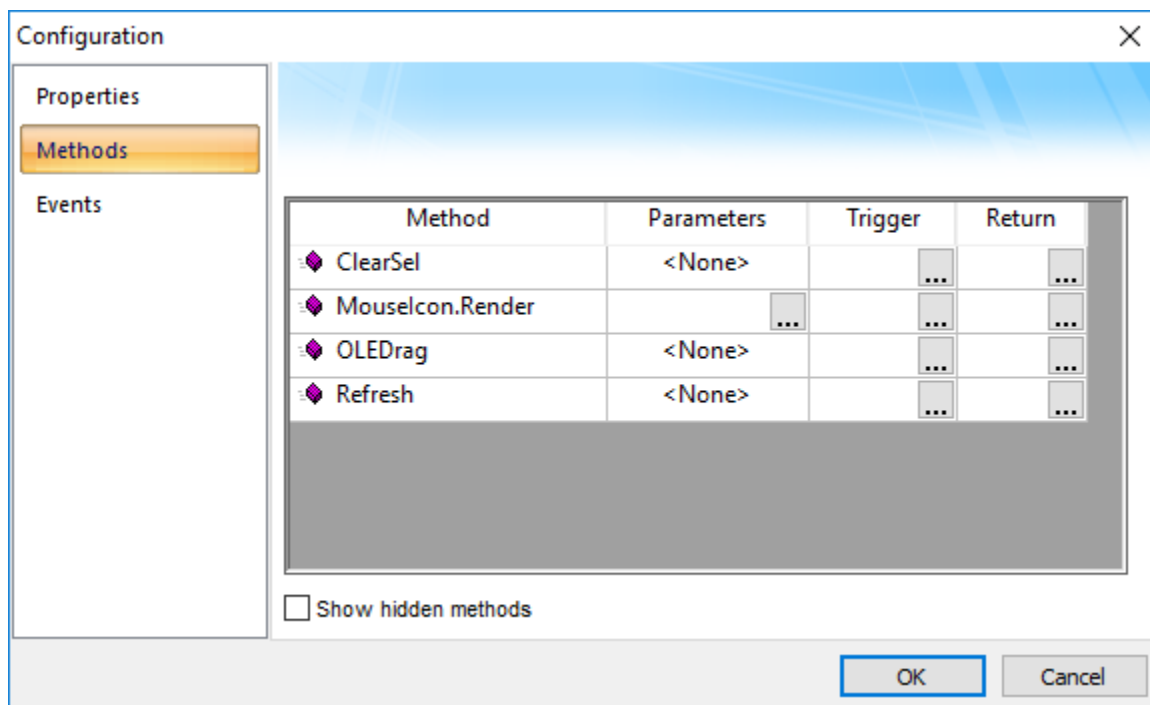 Configuration
Properties
Methods
Events
Method Parameters Trigger Return
ClearSel <None> ... ...
MouseIcon.Render ... ... ...
OLEDrag <None> ... ...
Refresh <None> ... ...
Show hidden methods
OK Cancel